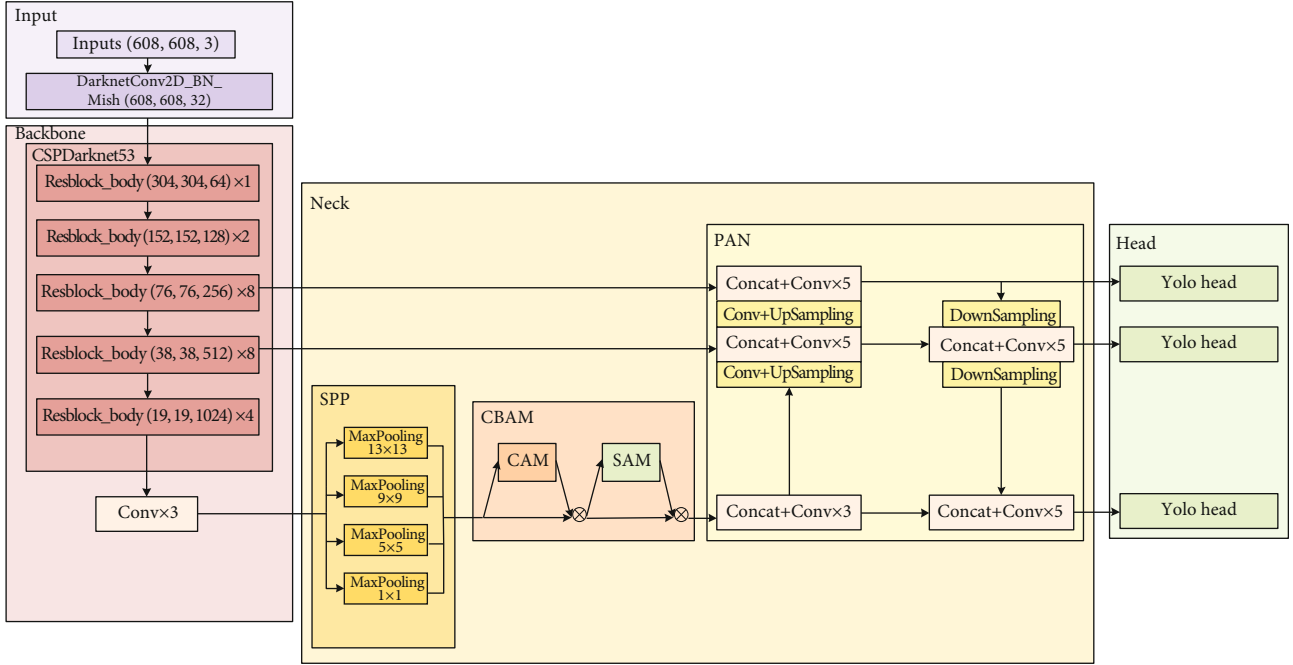 Input
Inputs (608, 608, 3)
DarknetConv2D_BN_
Mish (608, 608, 32)
Backbone
CSPDarknet53
Resblock_body (304, 304, 64) ×1
Resblock_body (152, 152, 128) ×2
Resblock_body (76, 76, 256) ×8
Resblock_body (38, 38, 512) ×8
Resblock_body (19, 19, 1024) ×4
Conv×3
Neck
SPP
MaxPooling
13×13
MaxPooling
9×9
MaxPooling
5×5
MaxPooling
1×1
CBAM
CAM
SAM
PAN
Concat+Conv×5
Conv+UpSampling
Concat+Conv×5
Conv+UpSampling
Concat+Conv×3
DownSampling
Concat+Conv×5
DownSampling
Concat+Conv×5
Head
Yolo head
Yolo head
Yolo head